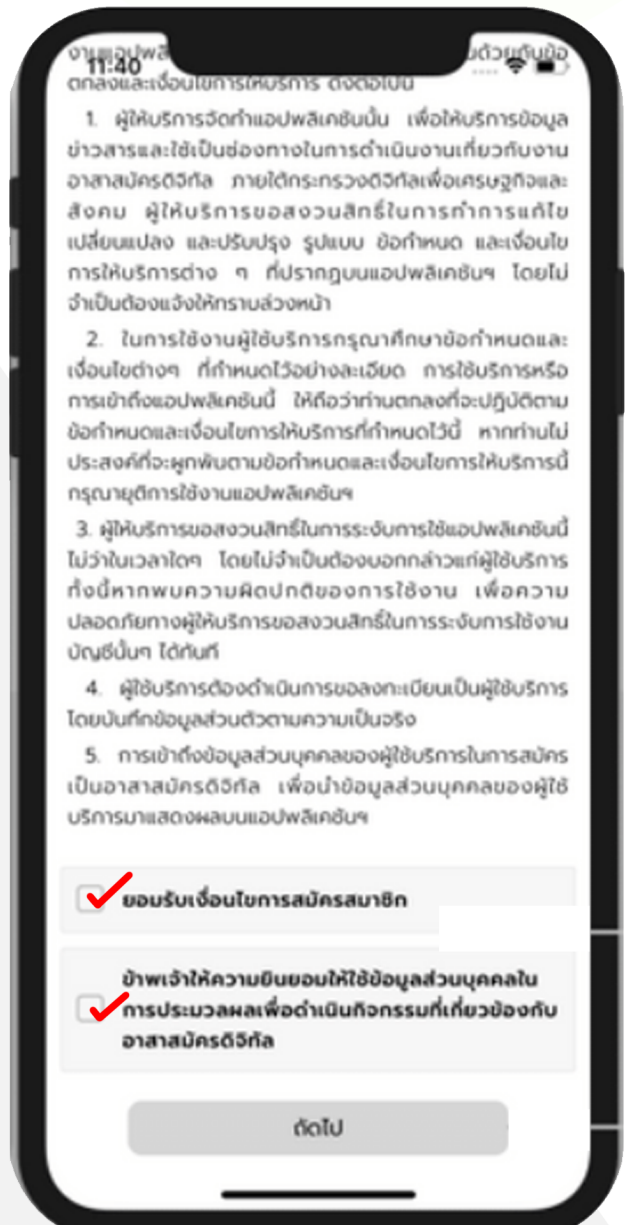 11:40
ตกลงและเงื่อนไขการให้บริการ ดังต่อไปนี้
1. ผู้ให้บริการจัดทำแอปพลิเคชันนั้น เพื่อให้บริการข้อมูล
ข่าวสารและใช้เป็นช่องทางในการดำเนินงานเกี่ยวกับงาน
อาสาสมัครดิจิทัล ภายใต้กระทรวงดิจิทัลเพื่อเศรษฐกิจและ
สังคม ผู้ให้บริการขอสงวนสิทธิ์ในการทำการแก้ไข
เปลี่ยนแปลง และปรับปรุง รูปแบบ ข้อกำหนด และเงื่อนไข
การให้บริการต่าง ๆ ที่ปรากฏบนแอปพลิเคชันฯ โดยไม่
จำเป็นต้องแจ้งให้ทราบล่วงหน้า
2. ในการใช้งานผู้ใช้บริการกรุณาศึกษาข้อกำหนดและ
เงื่อนไขต่างๆ ที่กำหนดไว้อย่างละเอียด การใช้บริการหรือ
การเข้าถึงแอปพลิเคชันนี้ ให้ถือว่าท่านตกลงที่จะปฏิบัติตาม
ข้อกำหนดและเงื่อนไขการให้บริการที่กำหนดไว้นี้ หากท่านไม่
ประสงค์ที่จะผูกพันตามข้อกำหนดและเงื่อนไขการให้บริการนี้
กรุณายุติการใช้งานแอปพลิเคชันฯ
3. ผู้ให้บริการขอสงวนสิทธิ์ในการระงับการใช้แอปพลิเคชันนี้
ไม่ว่าในเวลาใดๆ โดยไม่จำเป็นต้องบอกกล่าวแก่ผู้ใช้บริการ
ทั้งนี้หากพบความผิดปกติของการใช้งาน เพื่อความ
ปลอดภัยทางผู้ให้บริการขอสงวนสิทธิ์ในการระงับการใช้งาน
บัญชีนั้นๆ ได้ทันที
4. ผู้ใช้บริการต้องดำเนินการขอลงทะเบียนเป็นผู้ใช้บริการ
โดยบันทึกข้อมูลส่วนตัวตามความเป็นจริง
5. การเข้าถึงข้อมูลส่วนบุคคลของผู้ใช้บริการในการสมัคร
เป็นอาสาสมัครดิจิทัล เพื่อนำข้อมูลส่วนบุคคลของผู้ใช้
บริการมาแสดงผลบนแอปพลิเคชันฯ
ยอมรับเงื่อนไขการสมัครสมาชิก
ข้าพเจ้าให้ความยินยอมให้ใช้ข้อมูลส่วนบุคคลใน
การประมวลผลเพื่อดำเนินกิจกรรมที่เกี่ยวข้องกับ
อาสาสมัครดิจิทัล
ถัดไป